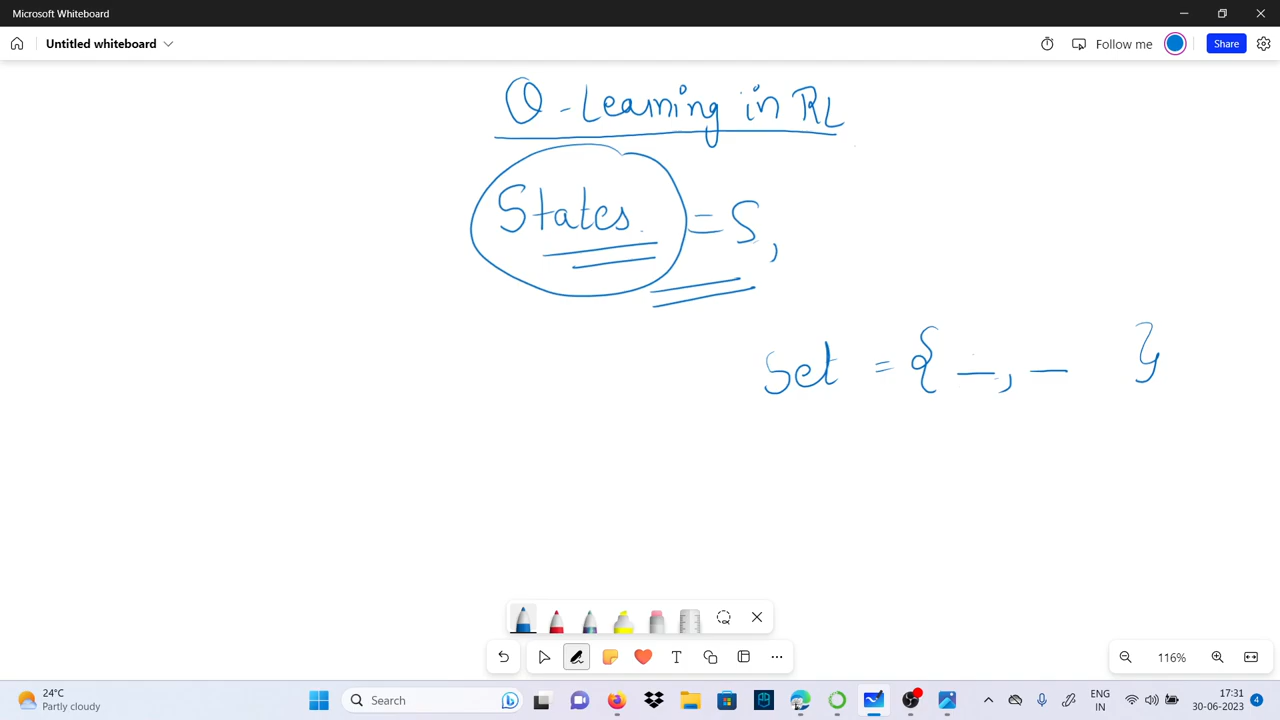 Microsoft Whiteboard
Untitled whiteboard
Follow me
Share
Q-Learning in RL
States = S,
Set = { _, _ }
116%
24°C
Partly cloudy
Search
ENG
IN
17:31
30-06-2023
4